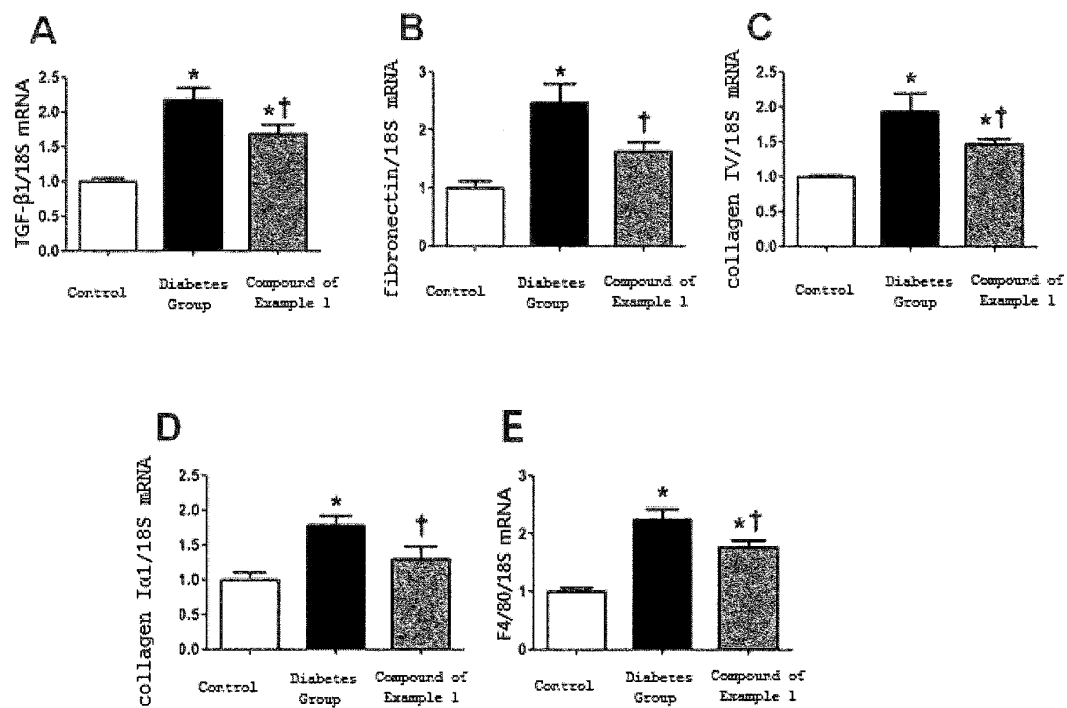 A
TGF-β1/18S mRNA
2.5
2.0
1.5
1.0
0.5
0.0
*
*†
Control
Diabetes Group
Compound of Example 1
B
fibronectin/18S mRNA
3
2
1
0
*
†
Control
Diabetes Group
Compound of Example 1
C
collagen IV/18S mRNA
2.5
2.0
1.5
1.0
0.5
0.0
*
*†
Control
Diabetes Group
Compound of Example 1
D
collagen Iα1/18S mRNA
2.5
2.0
1.5
1.0
0.5
0.0
*
†
Control
Diabetes Group
Compound of Example 1
E
F4/80/18S mRNA
3
2
1
0
*
*†
Control
Diabetes Group
Compound of Example 1